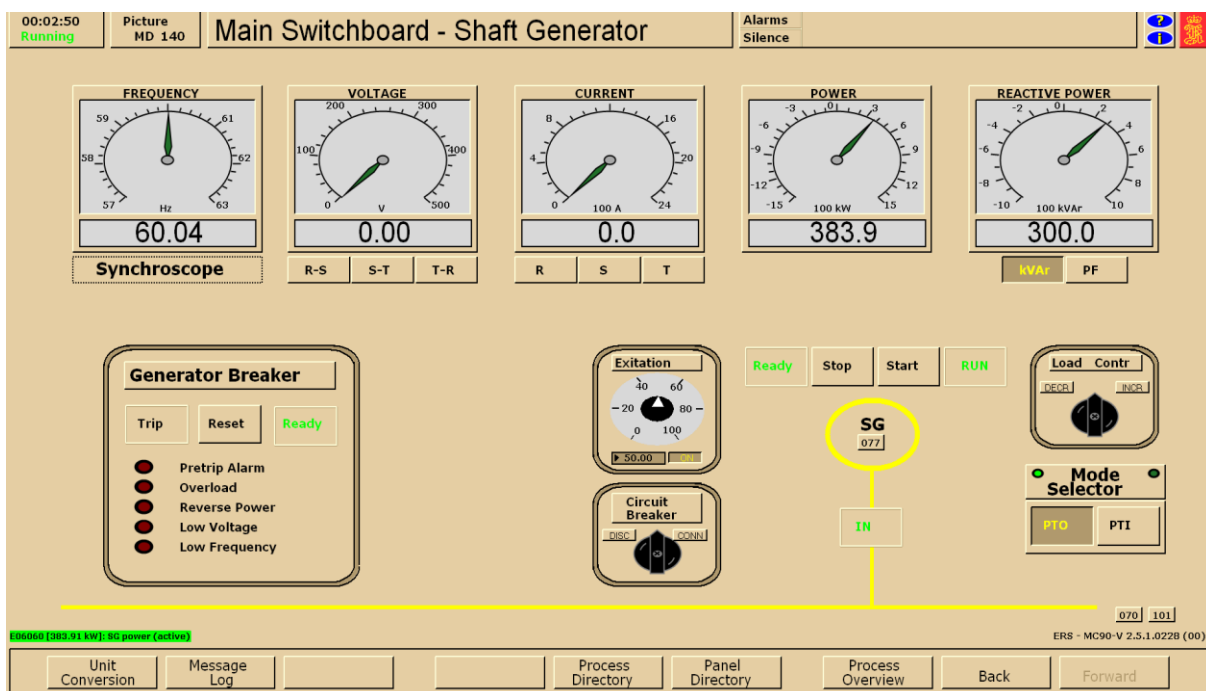 00:02:50
Running
Picture
MD 140
Main Switchboard - Shaft Generator
Alarms
Silence
?
i
FREQUENCY
59
61
58
62
57
Hz
63
60.04
Synchroscope
VOLTAGE
200
300
100
400
0
V
500
0.00
R-S
S-T
T-R
CURRENT
8
16
4
20
0
100 A
24
0.0
R
S
T
POWER
-3
0
3
-6
6
-9
9
-12
12
-15
100 kW
15
383.9
REACTIVE POWER
-2
0
2
-4
4
-6
6
-8
8
-10
100 kVAr
10
300.0
kVAr
PF
Generator Breaker
Trip
Reset
Ready
Pretrip Alarm
Overload
Reverse Power
Low Voltage
Low Frequency
Exitation
40
60
20
80
0
100
50.00
ON
Circuit
Breaker
DISC
CONN
Ready
Stop
Start
RUN
SG
077
IN
Load Contr
DECR
INCR
Mode
Selector
PTO
PTI
070
101
E06060 [383.91 kW]: SG power (active)
ERS - MC90-V 2.5.1.0228 (00)
Unit
Conversion
Message
Log
Process
Directory
Panel
Directory
Process
Overview
Back
Forward